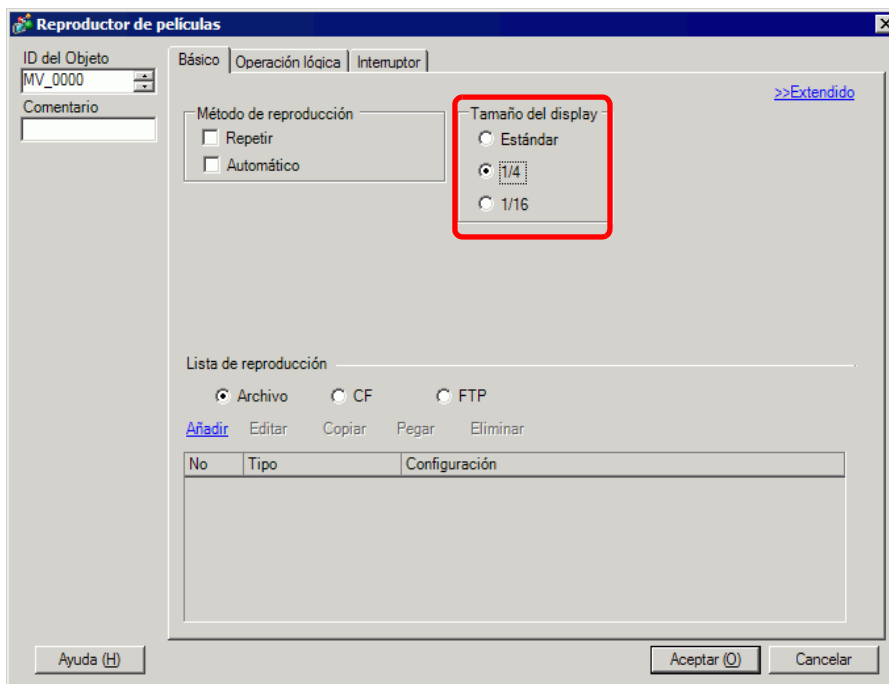 Reproductor de películas
ID del Objeto
MV_0000
Comentario
Básico
Operación lógica
Interruptor
>>Extendido
Método de reproducción
Repetir
Automático
Tamaño del display
Estándar
1/4
1/16
Lista de reproducción
Archivo
CF
FTP
Añadir
Editar
Copiar
Pegar
Eliminar
No
Tipo
Configuración
Ayuda (H)
Aceptar (O)
Cancelar